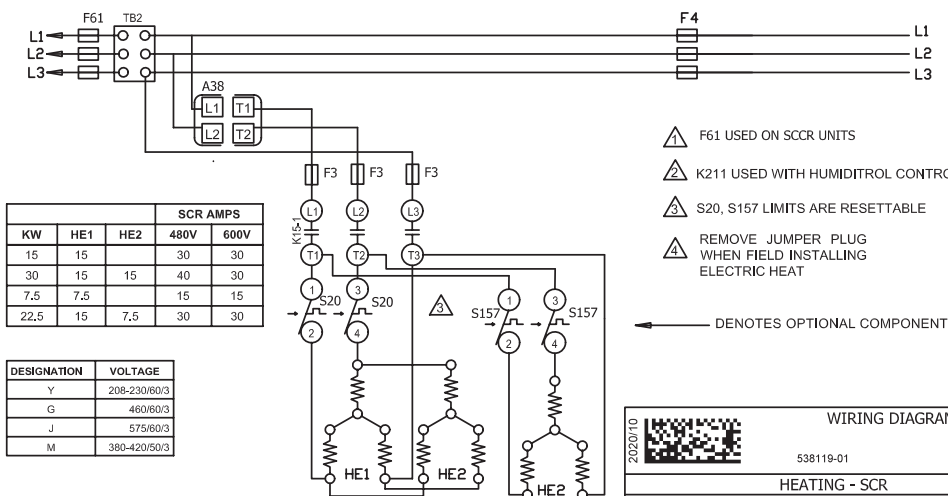 F61 TB2 F4
L1 L1
L2 L2
L3 L3
A38
L1 T1
L2 T2
F3 F3 F3
L1 L2 L3
K15-1
T1 T2 T3
1 S20 3 S20
2 4
3
1 3
S157 S157
2 4
HE1 HE2 HE2
1 F61 USED ON SCCR UNITS
2 K211 USED WITH HUMIDITROL
3 S20, S157 LIMITS ARE RESETTABLE
4 REMOVE JUMPER PLUG
WHEN FIELD INSTALLING
ELECTRIC HEAT
DENOTES OPTIONAL COMPONENT
SCR AMPS
KW HE1 HE2 480V 600V
15 15 30 30
30 15 15 40 30
7.5 7.5 15 15
22.5 15 7.5 30 30
DESIGNATION VOLTAGE
Y 208-230/60/3
G 460/60/3
J 575/60/3
M 380-420/50/3
2020/10
WIRING
538119-01
HEATING - SCR